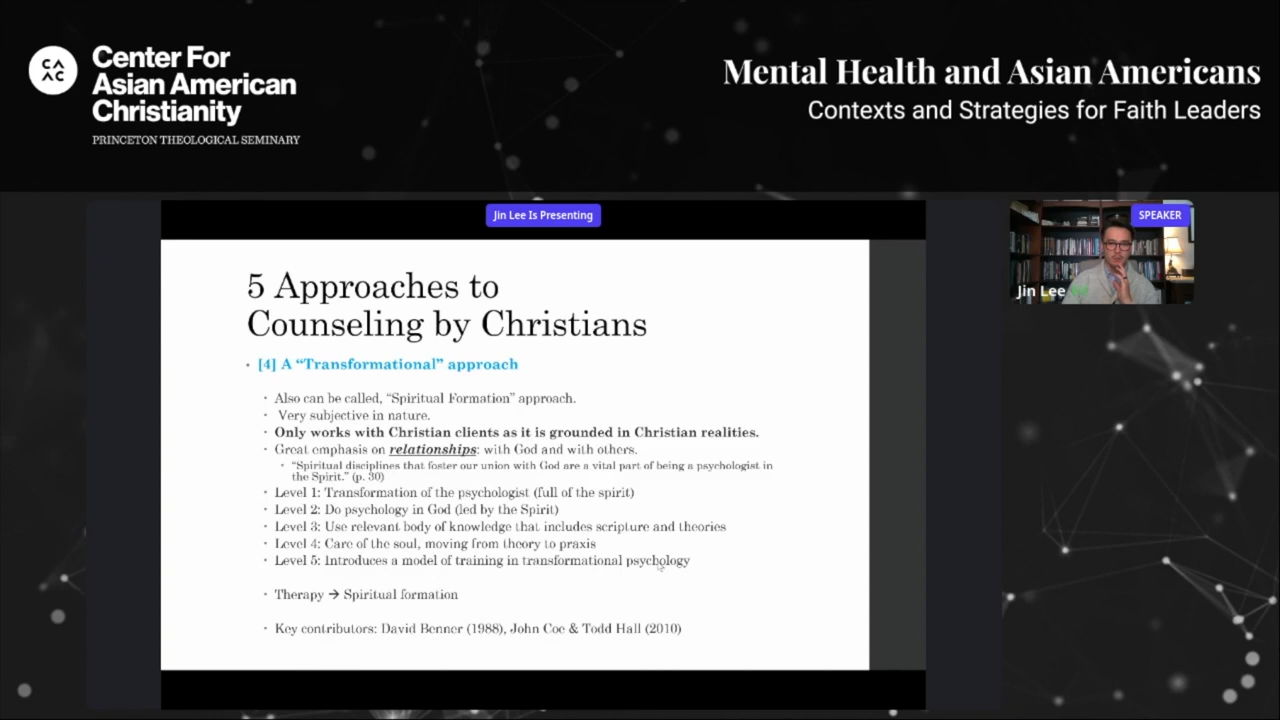 CA
AC
Center For
Asian American
Christianity
PRINCETON THEOLOGICAL SEMINARY
Mental Health and Asian Americans
Contexts and Strategies for Faith Leaders
Jin Lee Is Presenting
SPEAKER
Jin Lee
5 Approaches to
Counseling by Christians
• [4] A “Transformational” approach
• Also can be called, “Spiritual Formation” approach.
• Very subjective in nature.
• Only works with Christian clients as it is grounded in Christian realities.
• Great emphasis on relationships: with God and with others.
• “Spiritual disciplines that foster our union with God are a vital part of being a psychologist in
the Spirit.” (p. 30)
• Level 1: Transformation of the psychologist (full of the spirit)
• Level 2: Do psychology in God (led by the Spirit)
• Level 3: Use relevant body of knowledge that includes scripture and theories
• Level 4: Care of the soul, moving from theory to praxis
• Level 5: Introduces a model of training in transformational psychology
• Therapy → Spiritual formation
• Key contributors: David Benner (1988), John Coe & Todd Hall (2010)